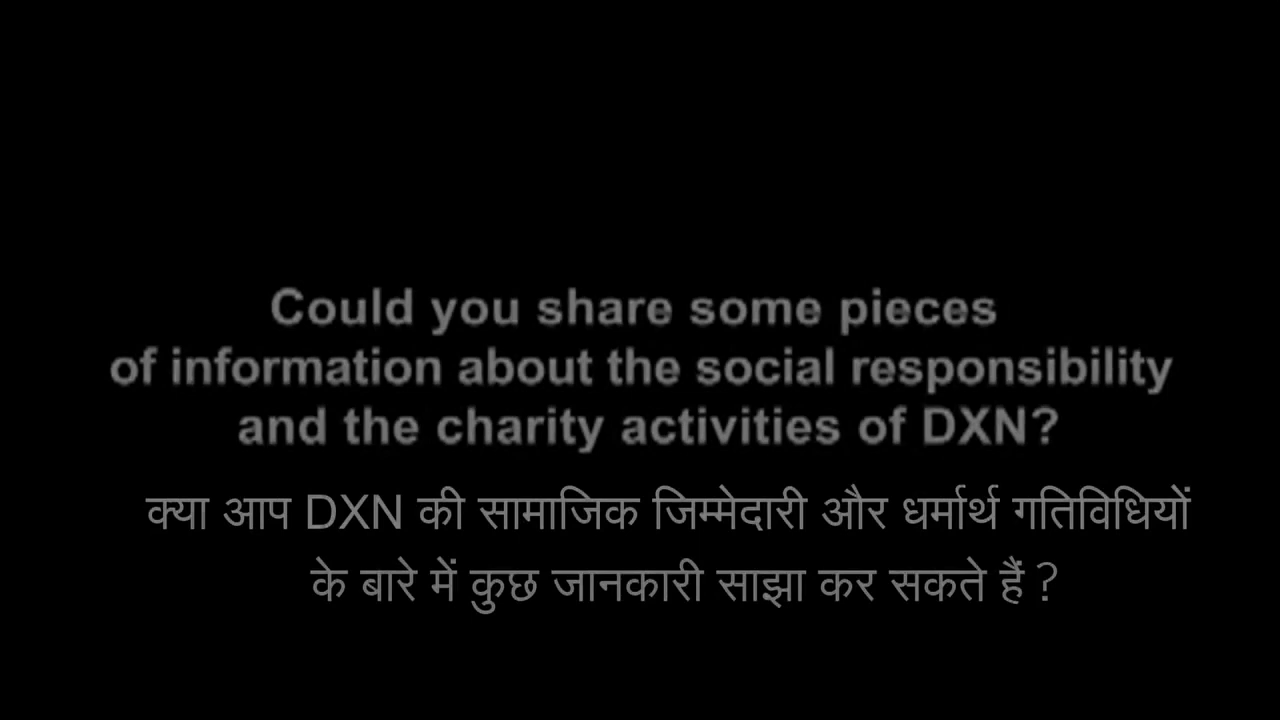 Could you share some pieces
of information about the social responsibility
and the charity activities of DXN?
क्या आप DXN की सामाजिक जिम्मेदारी और धर्मार्थ गतिविधियों
के बारे में कुछ जानकारी साझा कर सकते हैं ?